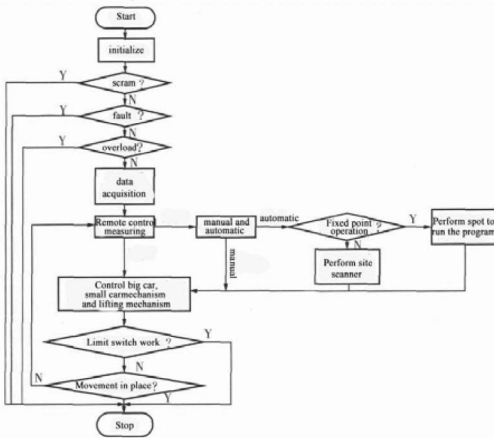 Start
initialize
Y
scram ?
N
Y
fault ?
N
Y
overload?
N
data
acquisition
Remote control
measuring
manual and
automatic
automatic
Fixed point
operation ?
Y
Perform spot to
run the program
N
manual
Perform site
scanner
Control big car,
small carmechanism
and lifting mechanism
Limit switch work ?
Y
N
N
Movement in place?
Y
Stop